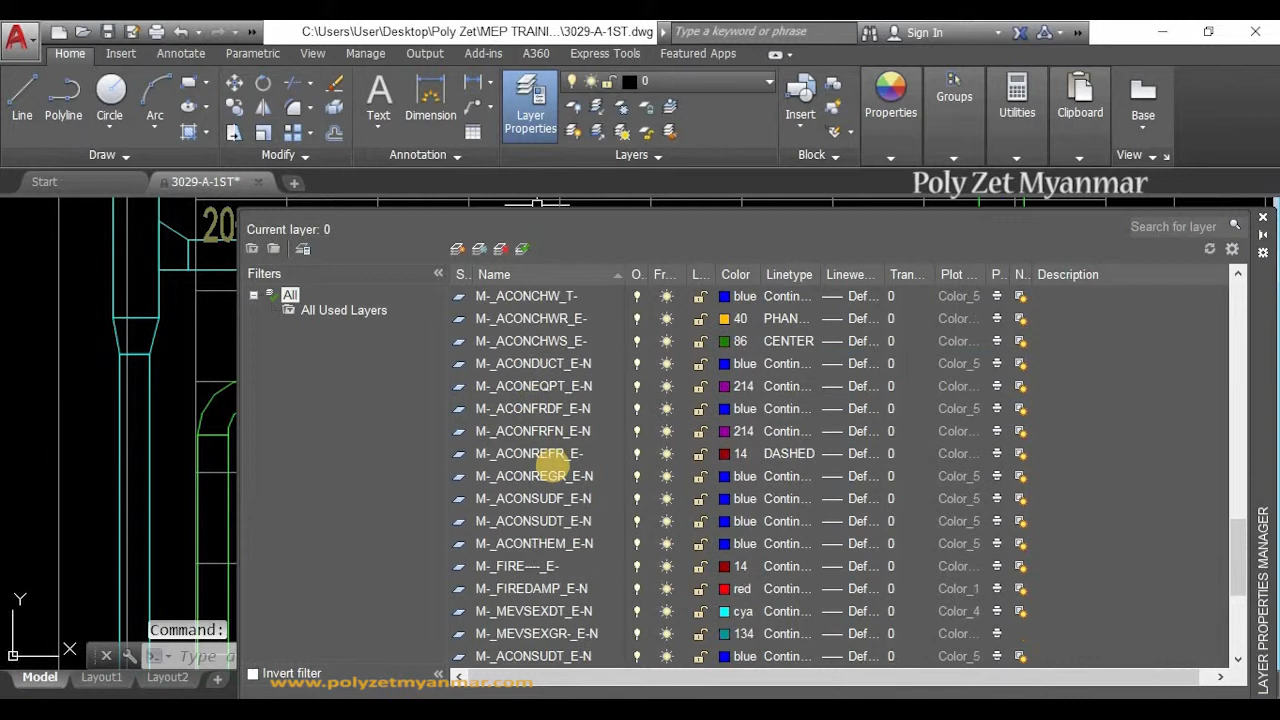 C:\Users\User\Desktop\Poly Zet\MEP TRAINI...\3029-A-1ST.dwg
Type a keyword or phrase
Sign In
Home Insert Annotate Parametric View Manage Output Add-ins A360 Express Tools Featured Apps
Line Polyline Circle Arc
Text Dimension
Layer Properties
0
Insert
Properties
Groups
Utilities
Clipboard
Base
Draw Modify Annotation Layers Block View
Start 3029-A-1ST*
Poly Zet Myanmar
Current layer: 0
Search for layer
Filters
All
All Used Layers
S.. Name O. Fr... L... Color Linetype Linewe... Tran... Plot ... P.. N.. Description
M-_ACONCHW_T- blue Contin... Def... 0 Color_5
M-_ACONCHWR_E- 40 PHAN... Def... 0 Color...
M-_ACONCHWS_E- 86 CENTER Def... 0 Color...
M-_ACONDUCT_E-N blue Contin... Def... 0 Color_5
M-_ACONEQPT_E-N 214 Contin... Def... 0 Color...
M-_ACONFRDF_E-N blue Contin... Def... 0 Color_5
M-_ACONFRFN_E-N 214 Contin... Def... 0 Color...
M-_ACONREFR_E- 14 DASHED Def... 0 Color...
M-_ACONREGR_E-N blue Contin... Def... 0 Color_5
M-_ACONSUDF_E-N blue Contin... Def... 0 Color_5
M-_ACONSUDT_E-N blue Contin... Def... 0 Color_5
M-_ACONTHEM_E-N blue Contin... Def... 0 Color_5
M-_FIRE----_E- 14 Contin... Def... 0 Color...
M-_FIREDAMP_E-N red Contin... Def... 0 Color_1
M-_MEVSEXDT_E-N cya Contin... Def... 0 Color_4
M-_MEVSEXGR-_E-N 134 Contin... Def... 0 Color...
M-_ACONSUDT_E-N blue Contin... Def... 0 Color_5
Invert filter
LAYER PROPERTIES MANAGER
Y
X
Command:
Type a
Model Layout1 Layout2
www.polyzetmyanmar.com